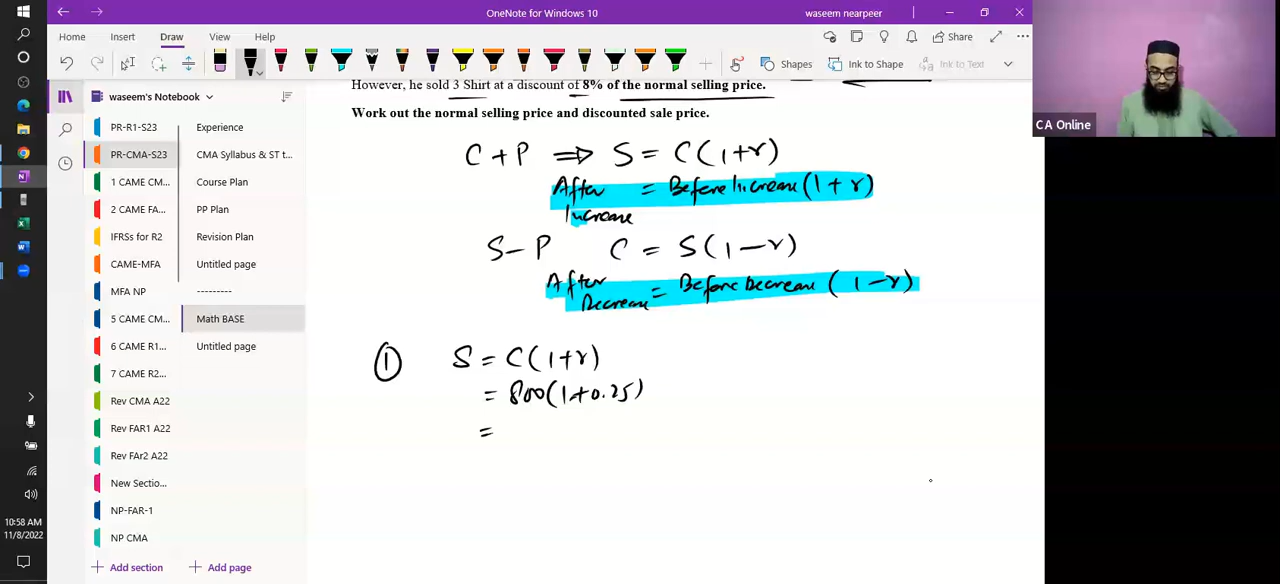 OneNote for Windows 10
waseem nearpeer
Home Insert Draw View Help
Share
Shapes
Ink to Shape
Ink to Text
waseem's Notebook
PR-R1-S23
PR-CMA-S23
1 CAME CM...
2 CAME FA...
IFRSs for R2
CAME-MFA
MFA NP
5 CAME CM...
6 CAME R1...
7 CAME R2...
Rev CMA A22
Rev FAR1 A22
Rev FAr2 A22
New Sectio...
NP-FAR-1
NP CMA
Add section
Experience
CMA Syllabus & ST t...
Course Plan
PP Plan
Revision Plan
Untitled page
---------
Math BASE
Untitled page
Add page
However, he sold 3 Shirt at a discount of 8% of the normal selling price.
Work out the normal selling price and discounted sale price.
C + P ⇒ S = C(1+r)
After = Before Increase (1 + r)
Increase
S - P C = S(1-r)
After
Decrease = Before Decrease (1-r)
① S = C(1+r)
= 800(1+0.25)
=
CA Online
10:58 AM
11/8/2022